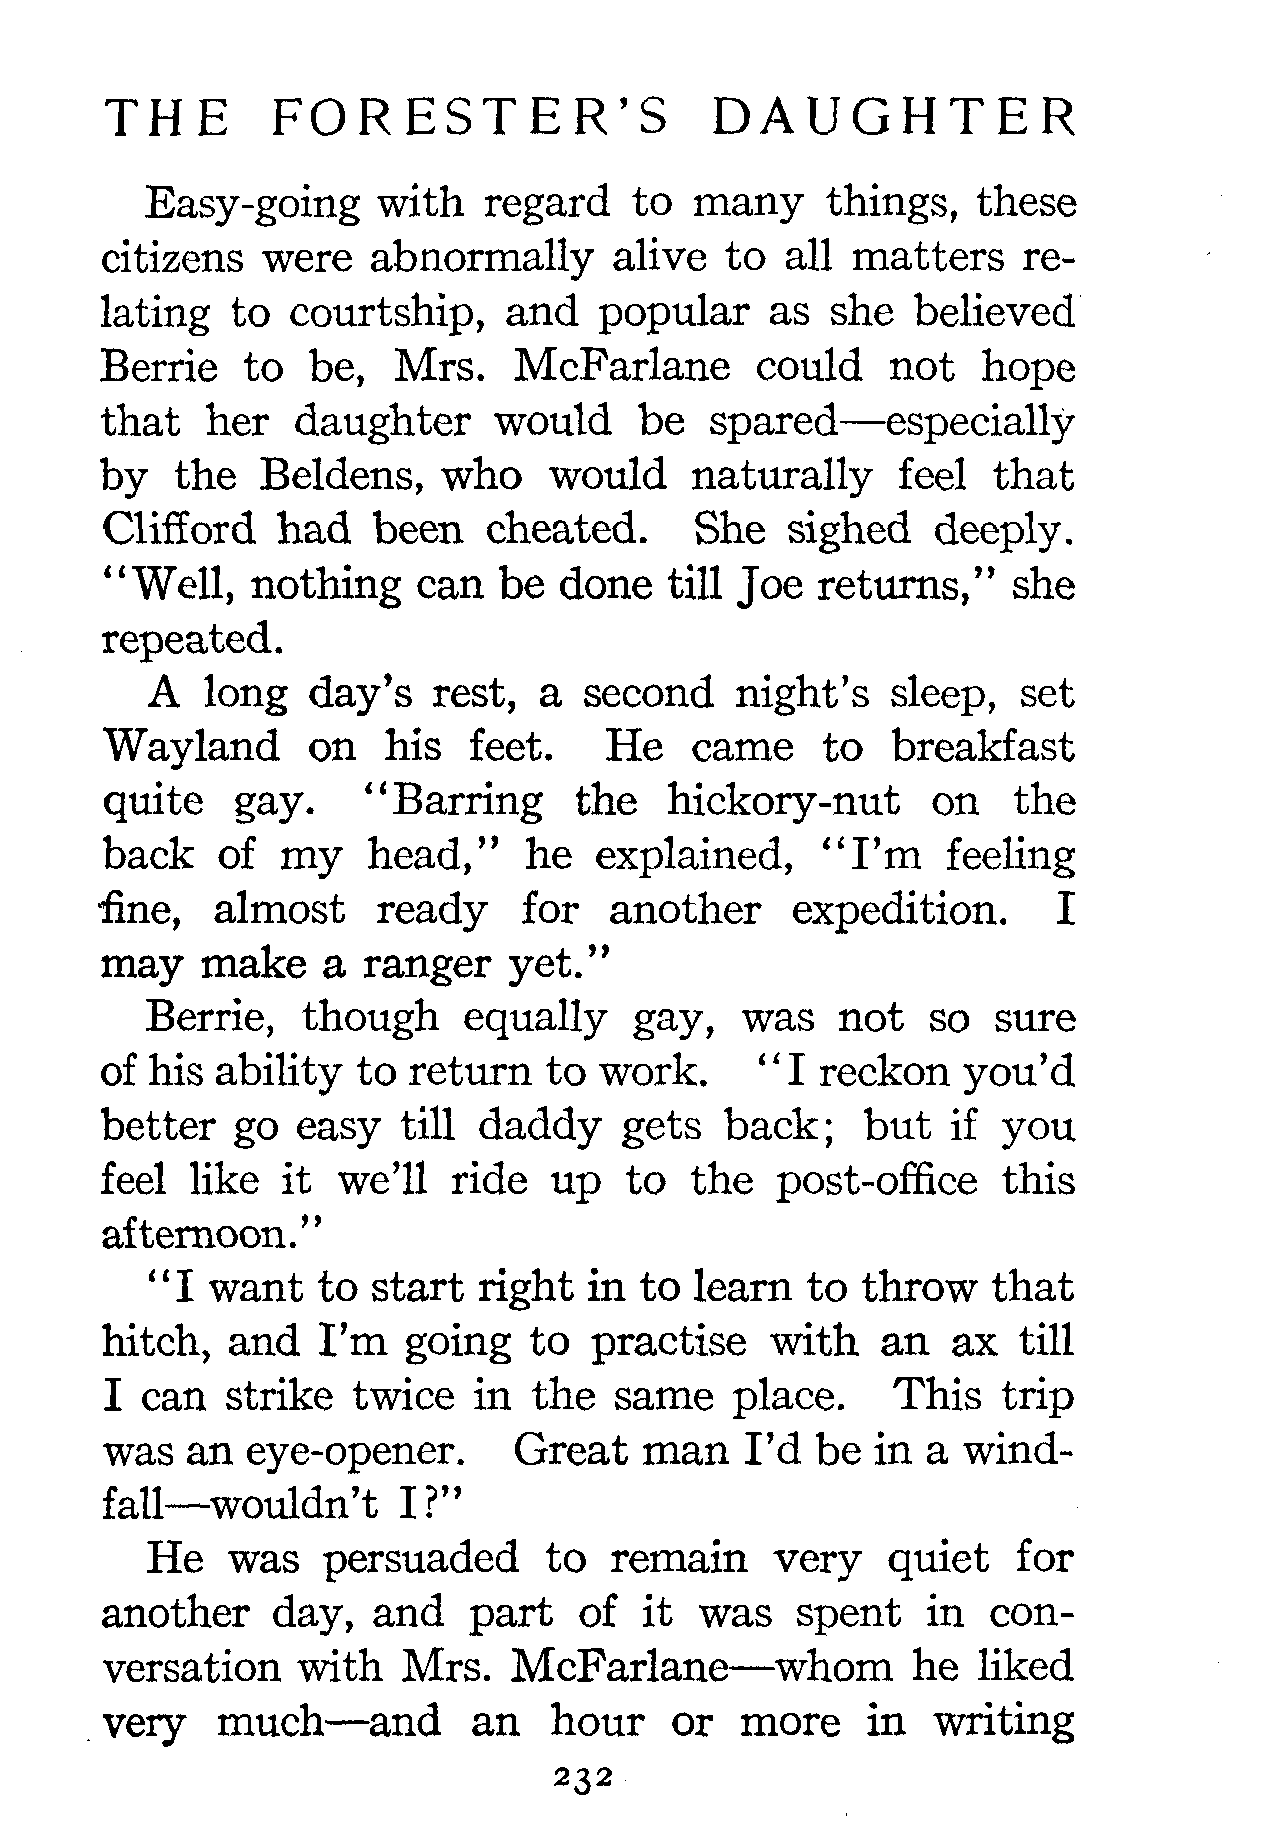 THE FORESTER'S DAUGHTER
Easy-going with regard to many things, these
citizens were abnormally alive to all matters re-
lating to courtship, and popular as she believed
Berrie to be, Mrs. McFarlane could not hope
that her daughter would be spared—especially
by the Beldens, who would naturally feel that
Clifford had been cheated. She sighed deeply.
"Well, nothing can be done till Joe returns," she
repeated.
A long day's rest, a second night's sleep, set
Wayland on his feet. He came to breakfast
quite gay. "Barring the hickory-nut on the
back of my head," he explained, "I'm feeling
fine, almost ready for another expedition. I
may make a ranger yet."
Berrie, though equally gay, was not so sure
of his ability to return to work. "I reckon you'd
better go easy till daddy gets back; but if you
feel like it we'll ride up to the post-office this
afternoon."
"I want to start right in to learn to throw that
hitch, and I'm going to practise with an ax till
I can strike twice in the same place. This trip
was an eye-opener. Great man I'd be in a wind-
fall—wouldn't I?"
He was persuaded to remain very quiet for
another day, and part of it was spent in con-
versation with Mrs. McFarlane—whom he liked
very much—and an hour or more in writing
232